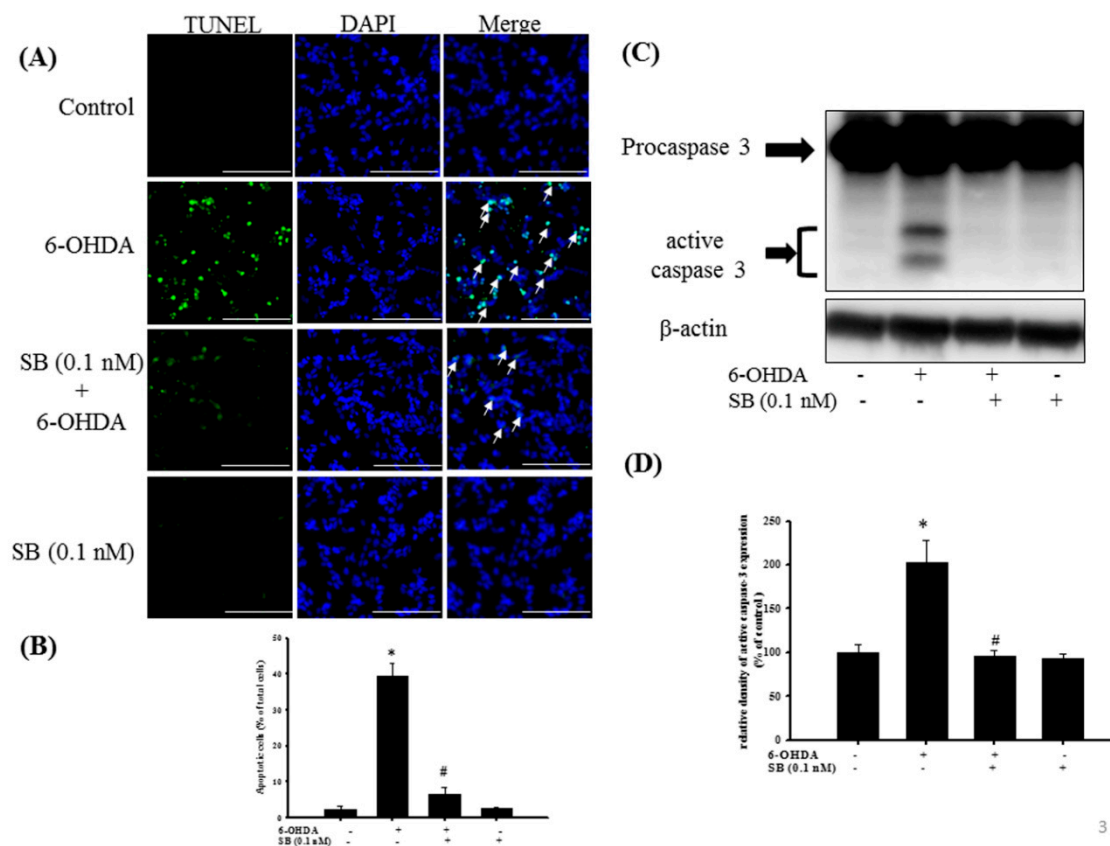 TUNEL DAPI Merge
(A)
Control
6-OHDA
SB (0.1 nM)
+
6-OHDA
SB (0.1 nM)
(B)
Apoptotic cells (% of total cells)
50
40
30
20
10
0
*
#
6-OHDA - + + -
SB (0.1 nM) - - + +
(C)
Procaspase 3
active
caspase 3
β-actin
6-OHDA - + + -
SB (0.1 nM) - - + +
(D)
relative density of active caspase-3 expression
(% of control)
250
200
150
100
50
0
*
#
6-OHDA - + + -
SB (0.1 nM) - - + +
3